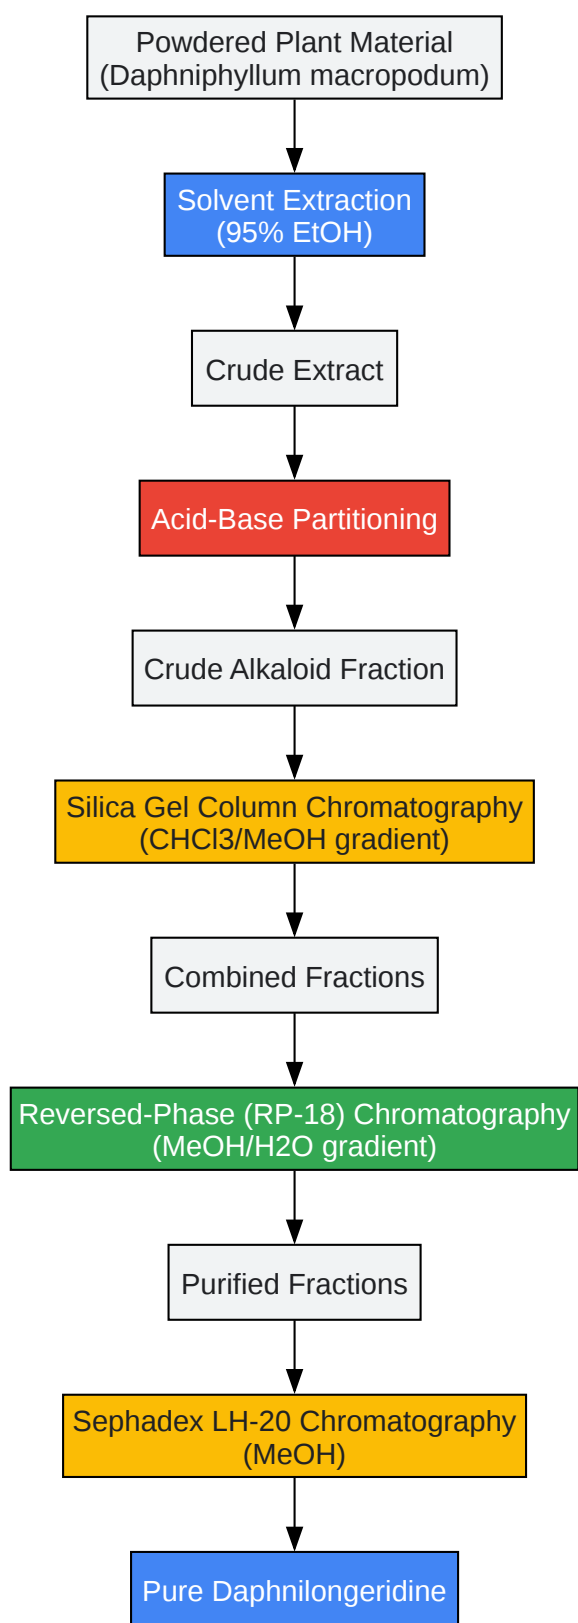 Powdered Plant Material
(Daphniphyllum macropodum)
Solvent Extraction
(95% EtOH)
Crude Extract
Acid-Base Partitioning
Crude Alkaloid Fraction
Silica Gel Column Chromatography
(CHCl3/MeOH gradient)
Combined Fractions
Reversed-Phase (RP-18) Chromatography
(MeOH/H2O gradient)
Purified Fractions
Sephadex LH-20 Chromatography
(MeOH)
Pure Daphnilongeridine